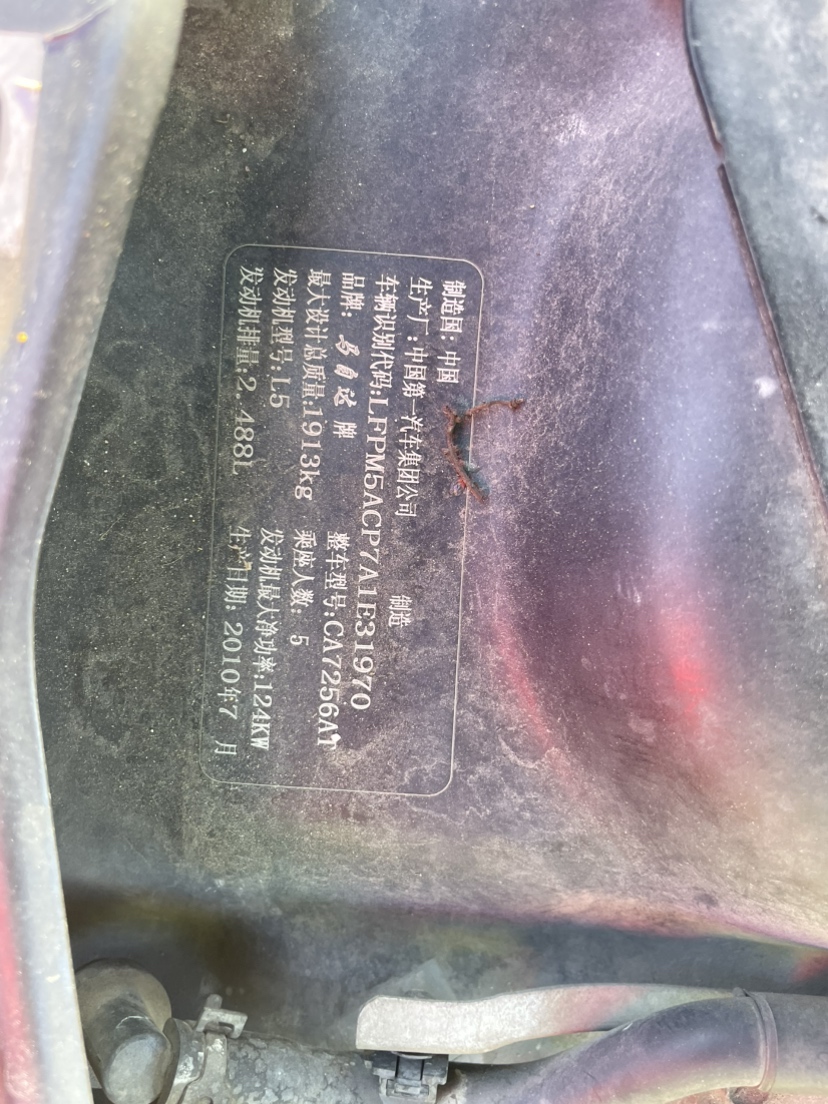 制造国：中国
生产厂：中国第一汽车集团公司 制造
车辆识别代码:LFPM5ACP7A1E31970
品牌：马自达 牌 整车型号:CA7256AT
最大设计总质量:1913kg 乘座人数：5
发动机型号:L5 发动机最大净功率:124KW
发动机排量:2.488L 生产日期：2010年7 月